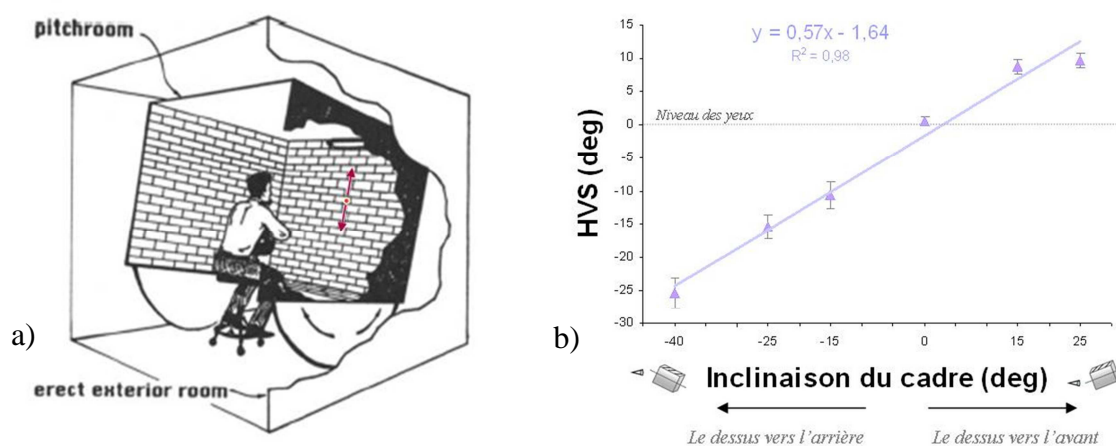 pitchroom
a)
erect exterior room
b)
y = 0,57x - 1,64
R² = 0,98
15
10
5
0
-5
-10
-15
-20
-25
-30
HVS (deg)
Niveau des yeux
-40 -25 -15 0 15 25
Inclinaison du cadre (deg)
Le dessus vers l'arrière Le dessus vers l'avant